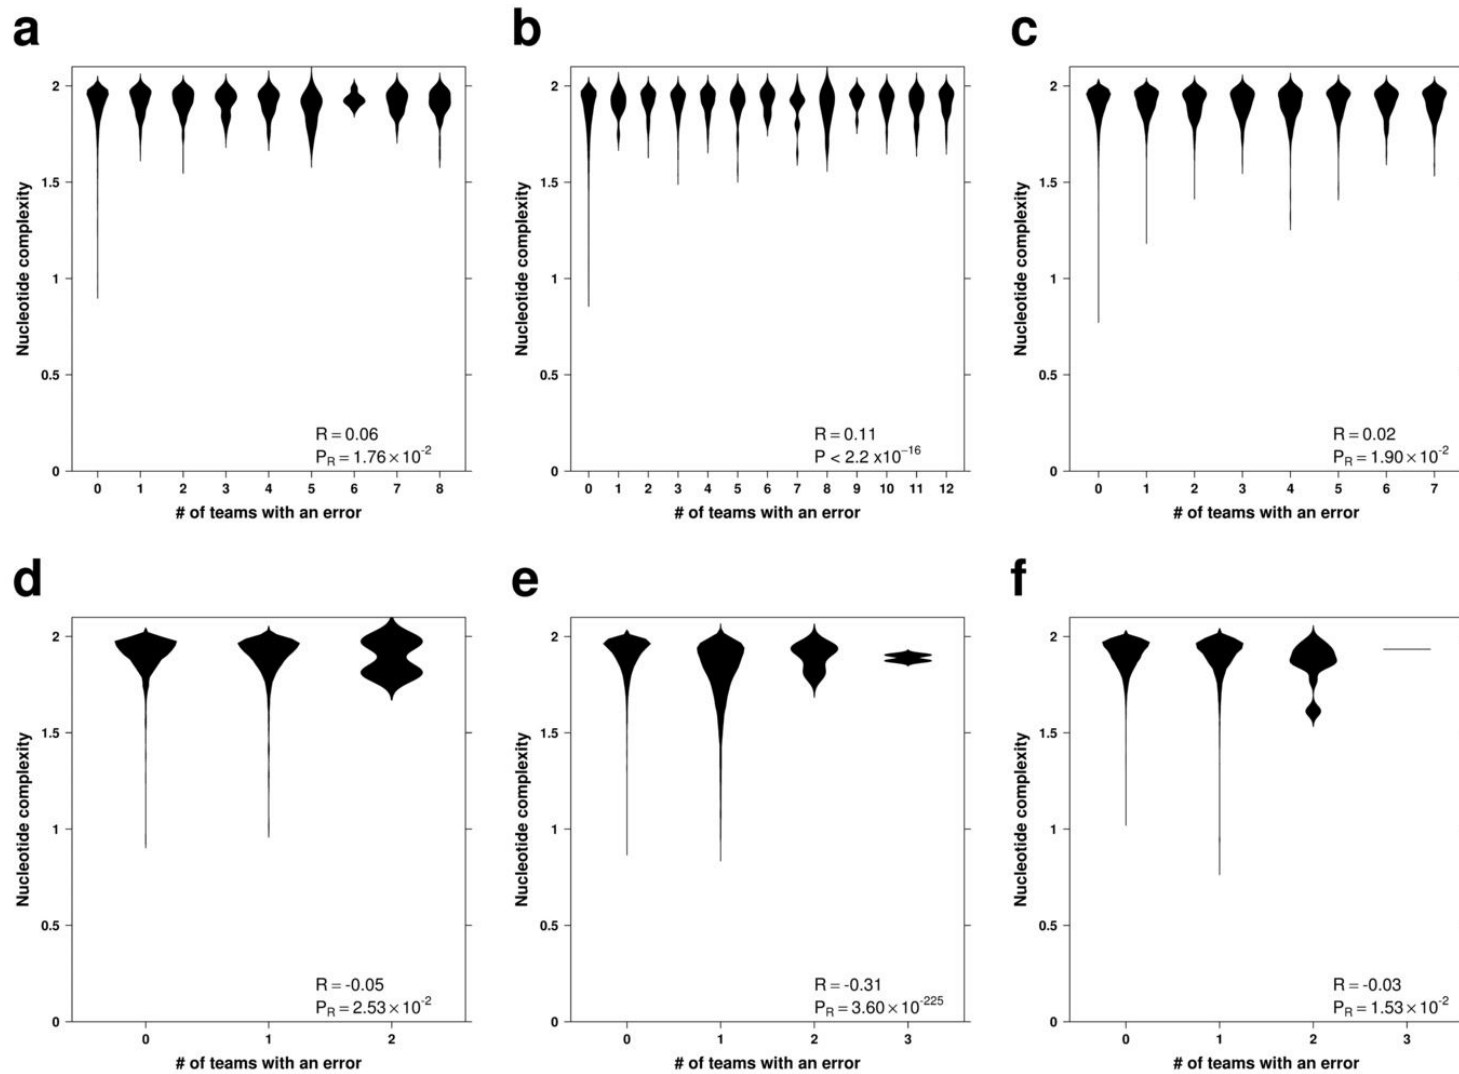 a
Nucleotide complexity
2
1.5
1
0.5
0
R = 0.06
P_R = 1.76 × 10^-2
0 1 2 3 4 5 6 7 8
# of teams with an error
b
Nucleotide complexity
2
1.5
1
0.5
0
R = 0.11
P < 2.2 x10^−16
0 1 2 3 4 5 6 7 8 9 10 11 12
# of teams with an error
c
Nucleotide complexity
2
1.5
1
0.5
0
R = 0.02
P_R = 1.90 × 10^-2
0 1 2 3 4 5 6 7
# of teams with an error
d
Nucleotide complexity
2
1.5
1
0.5
0
R = -0.05
P_R = 2.53 × 10^-2
0 1 2
# of teams with an error
e
Nucleotide complexity
2
1.5
1
0.5
0
R = -0.31
P_R = 3.60 × 10^-225
0 1 2 3
# of teams with an error
f
Nucleotide complexity
2
1.5
1
0.5
0
R = -0.03
P_R = 1.53 × 10^-2
0 1 2 3
# of teams with an error